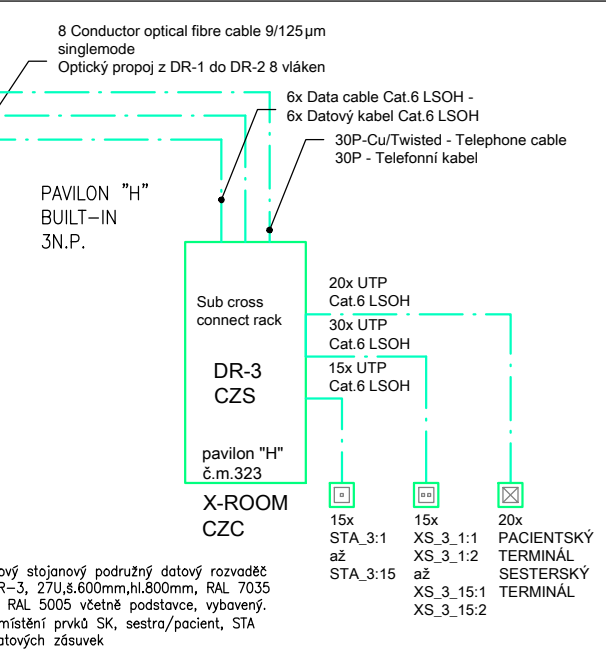 8 Conductor optical fibre cable 9/125µm
singlemode
Optický propoj z DR-1 do DR-2 8 vláken
6x Data cable Cat.6 LSOH -
6x Datový kabel Cat.6 LSOH
30P-Cu/Twisted - Telephone cable
30P - Telefonní kabel
PAVILON "H"
BUILT-IN
3N.P.
Sub cross
connect rack
DR-3
CZS
pavilon "H"
č.m.323
X-ROOM
CZC
20x UTP
Cat.6 LSOH
30x UTP
Cat.6 LSOH
15x UTP
Cat.6 LSOH
15x
STA_3:1
až
STA_3:15
15x
XS_3_1:1
XS_3_1:2
až
XS_3_15:1
XS_3_15:2
20x
PACIENTSKÝ
TERMINÁL
SESTERSKÝ
TERMINÁL
ový stojanový podružný datový rozvaděč
R-3, 27U,š.600mm,hl.800mm, RAL 7035
RAL 5005 včetně podstavce, vybavený.
místění prvků SK, sestra/pacient, STA
atových zásuvek